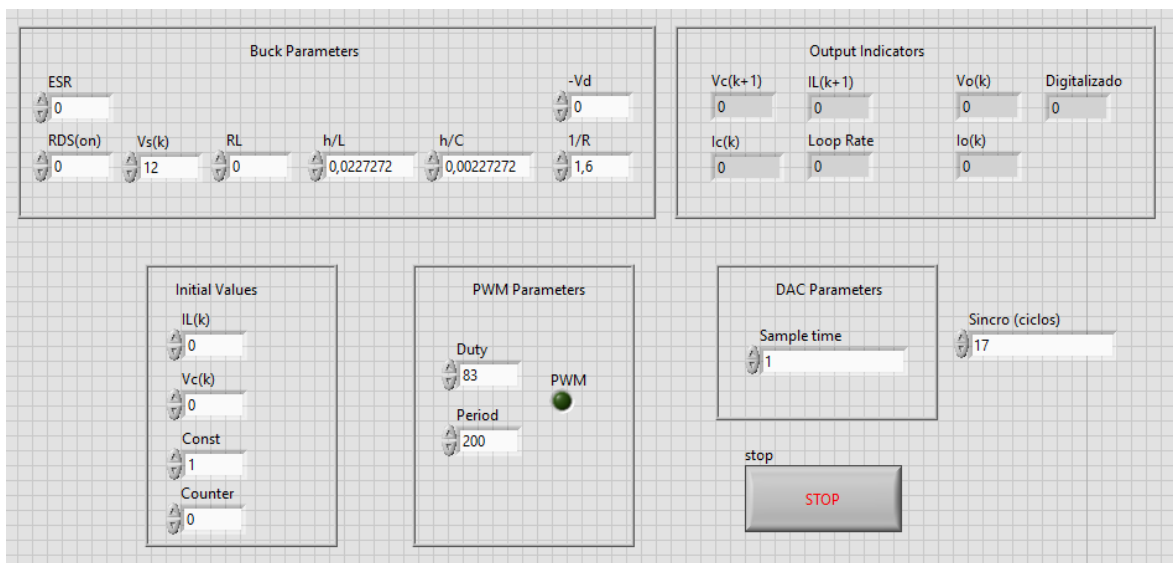 Buck Parameters
ESR
0
-Vd
0
RDS(on)
0
Vs(k)
12
RL
0
h/L
0,0227272
h/C
0,00227272
1/R
1,6
Output Indicators
Vc(k+1)
0
IL(k+1)
0
Vo(k)
0
Digitalizado
0
Ic(k)
0
Loop Rate
0
Io(k)
0
Initial Values
IL(k)
0
Vc(k)
0
Const
1
Counter
0
PWM Parameters
Duty
83
PWM
Period
200
DAC Parameters
Sample time
1
Sincro (ciclos)
17
stop
STOP